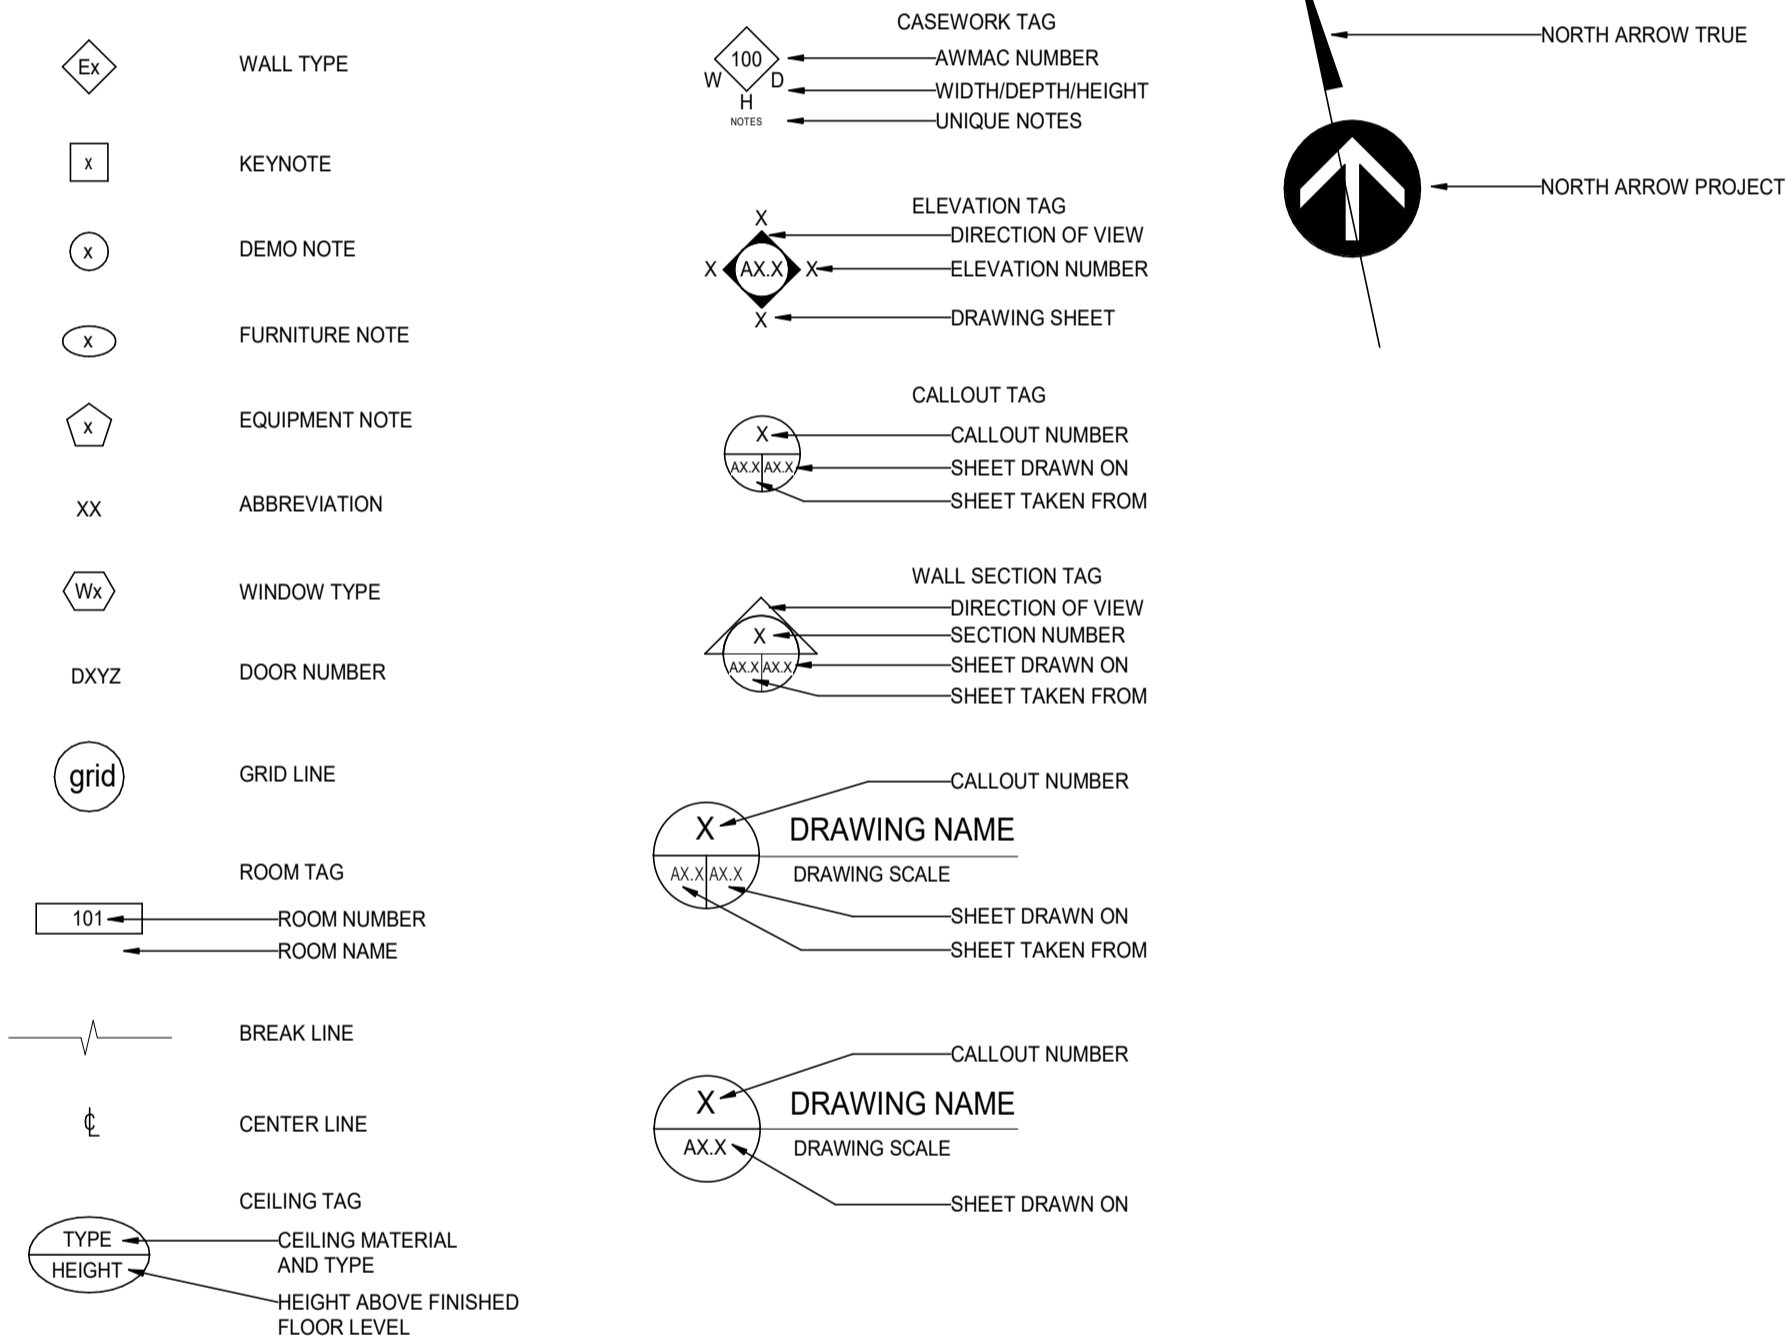 Ex WALL TYPE
x KEYNOTE
x DEMO NOTE
x FURNITURE NOTE
x EQUIPMENT NOTE
XX ABBREVIATION
Wx WINDOW TYPE
DXYZ DOOR NUMBER
grid GRID LINE
ROOM TAG
101 ROOM NUMBER
ROOM NAME
BREAK LINE
℄ CENTER LINE
CEILING TAG
TYPE CEILING MATERIAL
AND TYPE
HEIGHT HEIGHT ABOVE FINISHED
FLOOR LEVEL
CASEWORK TAG
100 AWMAC NUMBER
W D WIDTH/DEPTH/HEIGHT
H
NOTES UNIQUE NOTES
ELEVATION TAG
X DIRECTION OF VIEW
X AX.X X ELEVATION NUMBER
X DRAWING SHEET
CALLOUT TAG
X CALLOUT NUMBER
AX.X AX.X SHEET DRAWN ON
SHEET TAKEN FROM
WALL SECTION TAG
DIRECTION OF VIEW
X SECTION NUMBER
AX.X AX.X SHEET DRAWN ON
SHEET TAKEN FROM
CALLOUT NUMBER
X DRAWING NAME
AX.X AX.X DRAWING SCALE
SHEET DRAWN ON
SHEET TAKEN FROM
CALLOUT NUMBER
X DRAWING NAME
AX.X DRAWING SCALE
SHEET DRAWN ON
NORTH ARROW TRUE
NORTH ARROW PROJECT